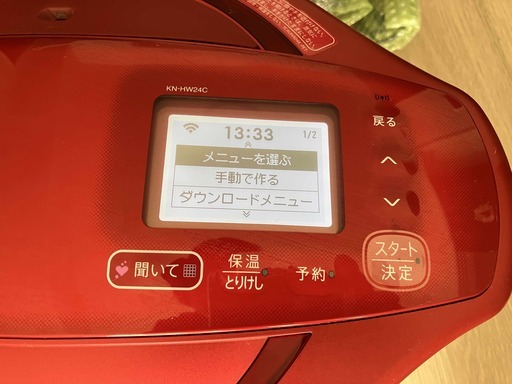 KN-HW24C
13:33
1/2
メニューを選ぶ
手動で作る
ダウンロードメニュー
戻る
スタート
決定
聞いて
保温
とりけし
予約